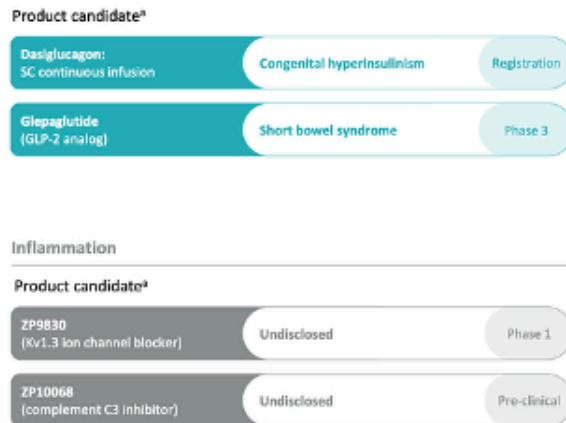 Product candidateᵃ
Dasiglucagon:
SC continuous infusion
Congenital hyperinsulinism
Registration
Glepaglutide
(GLP-2 analog)
Short bowel syndrome
Phase 3
Inflammation
Product candidateᵃ
ZP9830
(Kv1.3 ion channel blocker)
Undisclosed
Phase 1
ZP10068
(complement C3 inhibitor)
Undisclosed
Pre-clinical